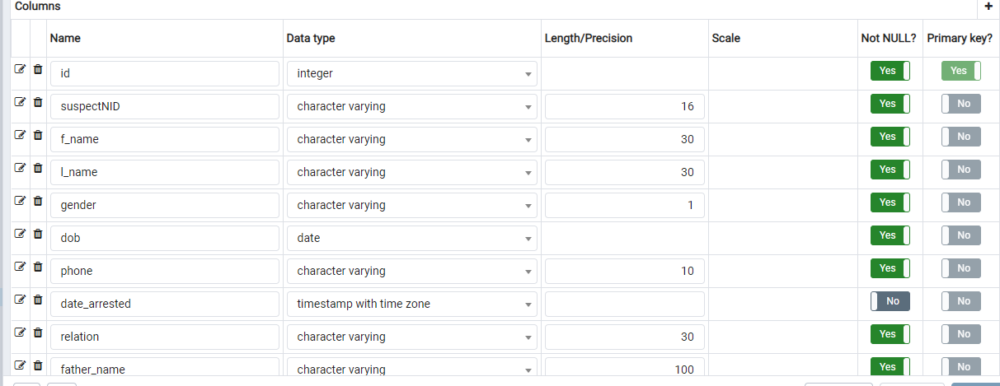 Columns +
Name Data type Length/Precision Scale Not NULL? Primary key?
id integer Yes Yes
suspectNID character varying 16 Yes No
f_name character varying 30 Yes No
l_name character varying 30 Yes No
gender character varying 1 Yes No
dob date Yes No
phone character varying 10 Yes No
date_arrested timestamp with time zone No No
relation character varying 30 Yes No
father_name character varying 100 Yes No